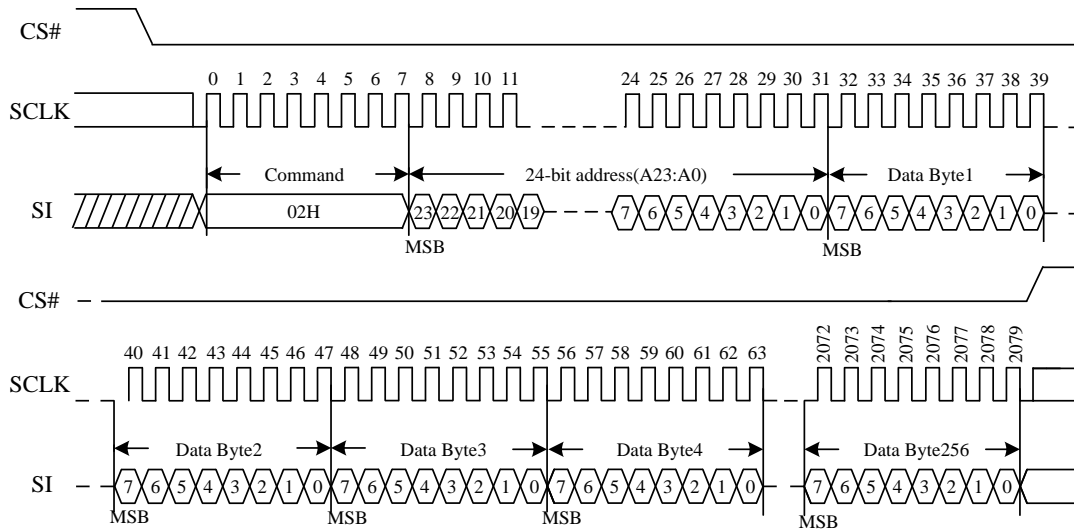 CS#
0 1 2 3 4 5 6 7 8 9 10 11 24 25 26 27 28 29 30 31 32 33 34 35 36 37 38 39
SCLK
Command 24-bit address(A23:A0) Data Byte1
SI 02H 23 22 21 20 19 7 6 5 4 3 2 1 0 7 6 5 4 3 2 1 0
MSB MSB
CS#
40 41 42 43 44 45 46 47 48 49 50 51 52 53 54 55 56 57 58 59 60 61 62 63 2072 2073 2074 2075 2076 2077 2078 2079
SCLK
Data Byte2 Data Byte3 Data Byte4 Data Byte256
SI 7 6 5 4 3 2 1 0 7 6 5 4 3 2 1 0 7 6 5 4 3 2 1 0 7 6 5 4 3 2 1 0
MSB MSB MSB MSB